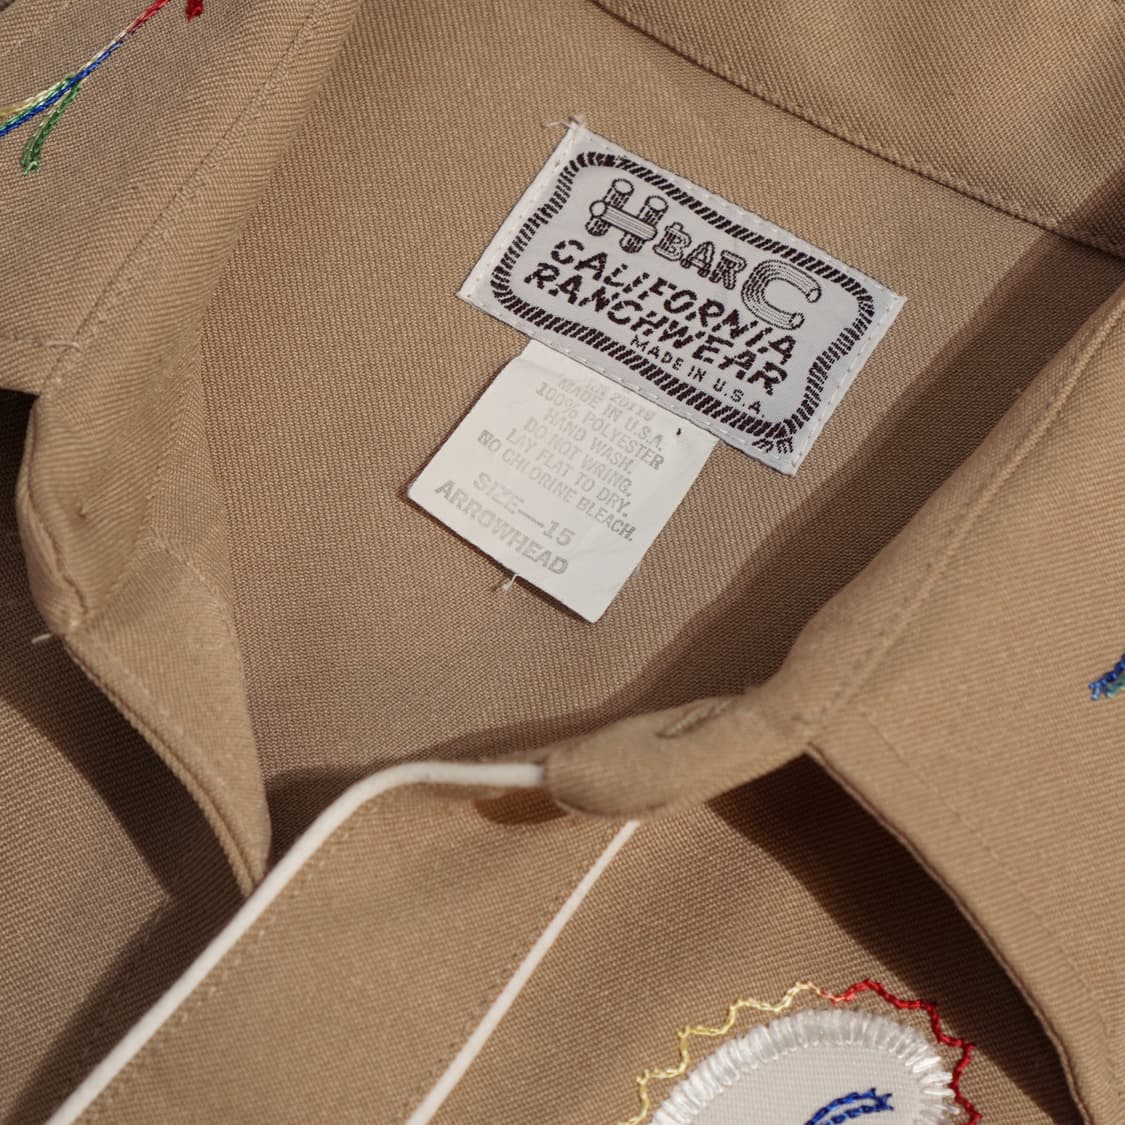 H BAR C
CALIFORNIA
RANCHWEAR
MADE IN U.S.A.
MADE IN U.S.A.
100% POLYESTER
HAND WASH.
DO NOT WRING.
LAY FLAT TO DRY.
NO CHLORINE BLEACH.
SIZE—15
ARROWHEAD